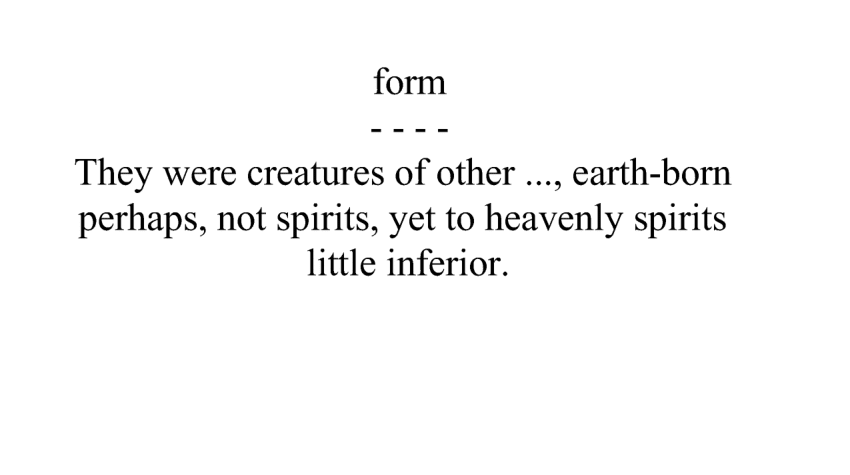 form
- - - -
They were creatures of other ..., earth-born
perhaps, not spirits, yet to heavenly spirits
little inferior.